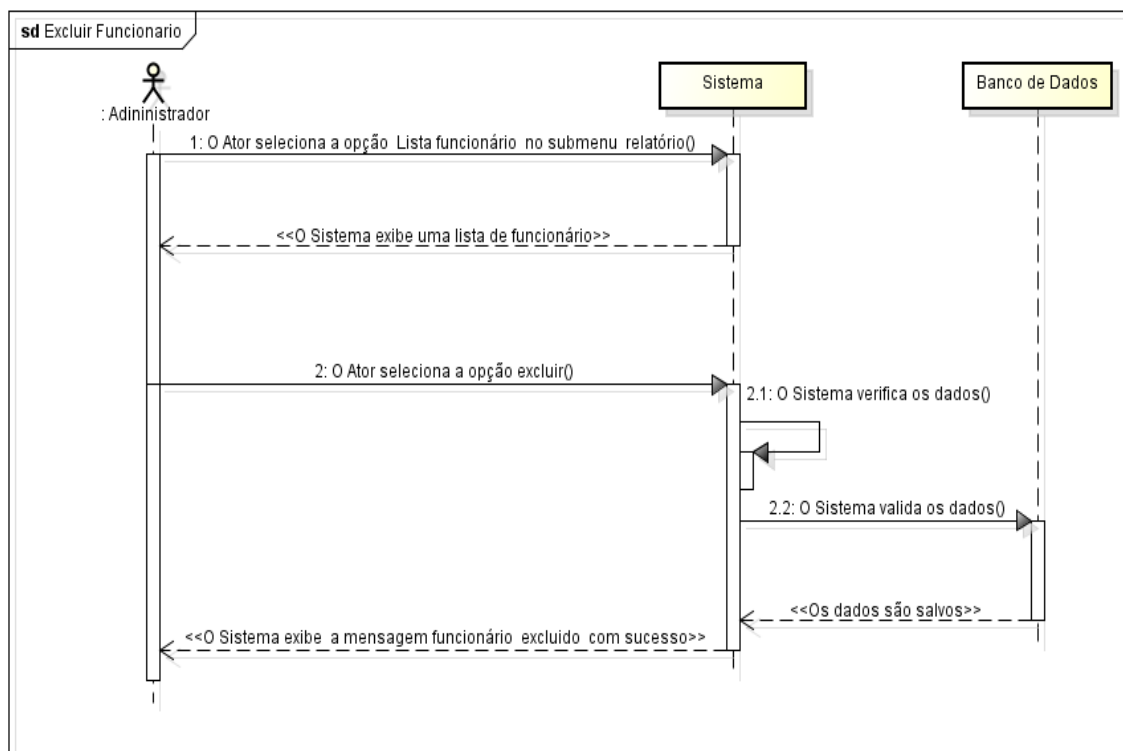 sd Excluir Funcionario
Sistema
Banco de Dados
: Adininistrador
1: O Ator seleciona a opção Lista funcionário no submenu relatório()
<<O Sistema exibe uma lista de funcionário>>
2: O Ator seleciona a opção excluir()
2.1: O Sistema verifica os dados()
2.2: O Sistema valida os dados()
<<Os dados são salvos>>
<<O Sistema exibe a mensagem funcionário excluido com sucesso>>